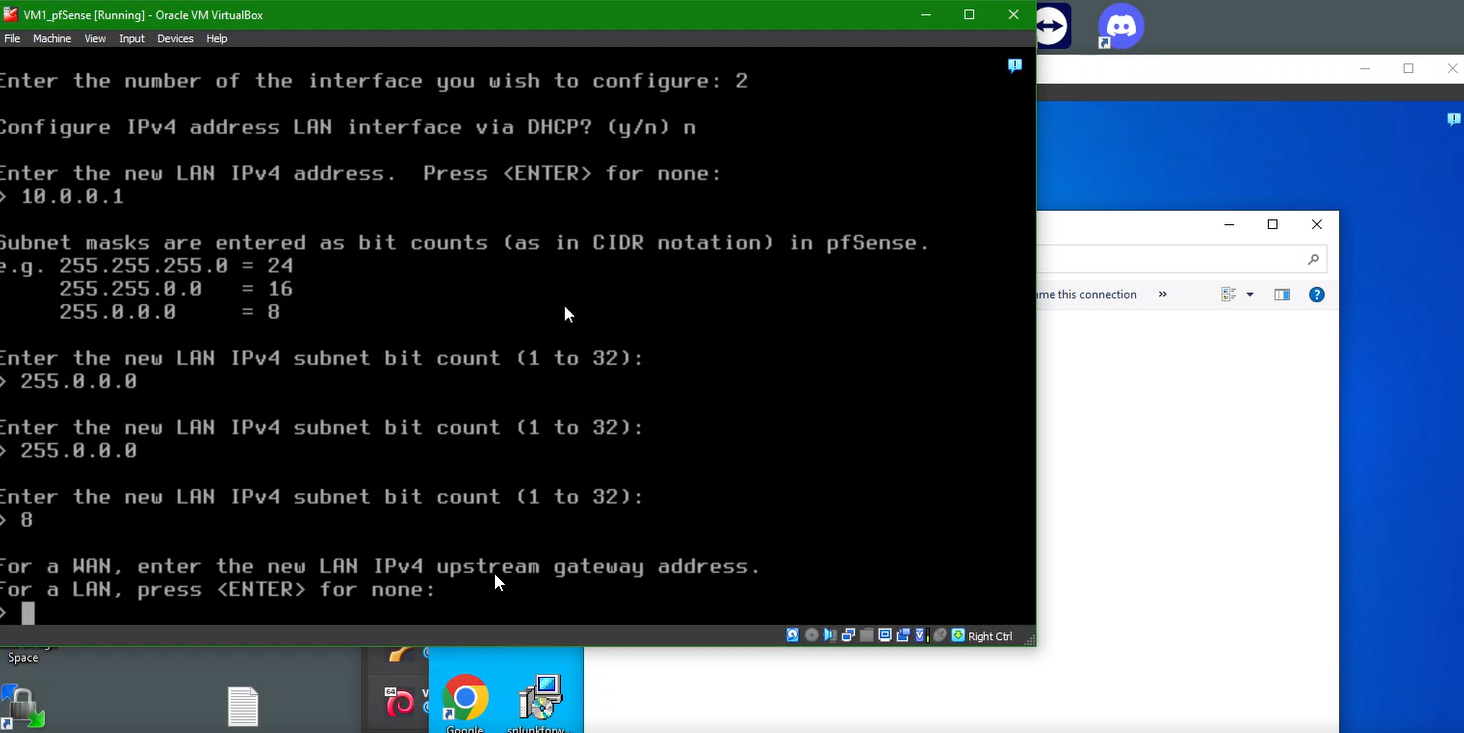 VM1_pfSense [Running] - Oracle VM VirtualBox
File Machine View Input Devices Help
Enter the number of the interface you wish to configure: 2
Configure IPv4 address LAN interface via DHCP? (y/n) n
Enter the new LAN IPv4 address.  Press <ENTER> for none:
> 10.0.0.1
Subnet masks are entered as bit counts (as in CIDR notation) in pfSense.
e.g. 255.255.255.0 = 24
255.255.0.0   = 16
255.0.0.0     = 8
Enter the new LAN IPv4 subnet bit count (1 to 32):
> 255.0.0.0
Enter the new LAN IPv4 subnet bit count (1 to 32):
> 255.0.0.0
Enter the new LAN IPv4 subnet bit count (1 to 32):
> 8
For a WAN, enter the new LAN IPv4 upstream gateway address.
For a LAN, press <ENTER> for none:
>
Right Ctrl
me this connection »
Space
64
Google
splunkforw